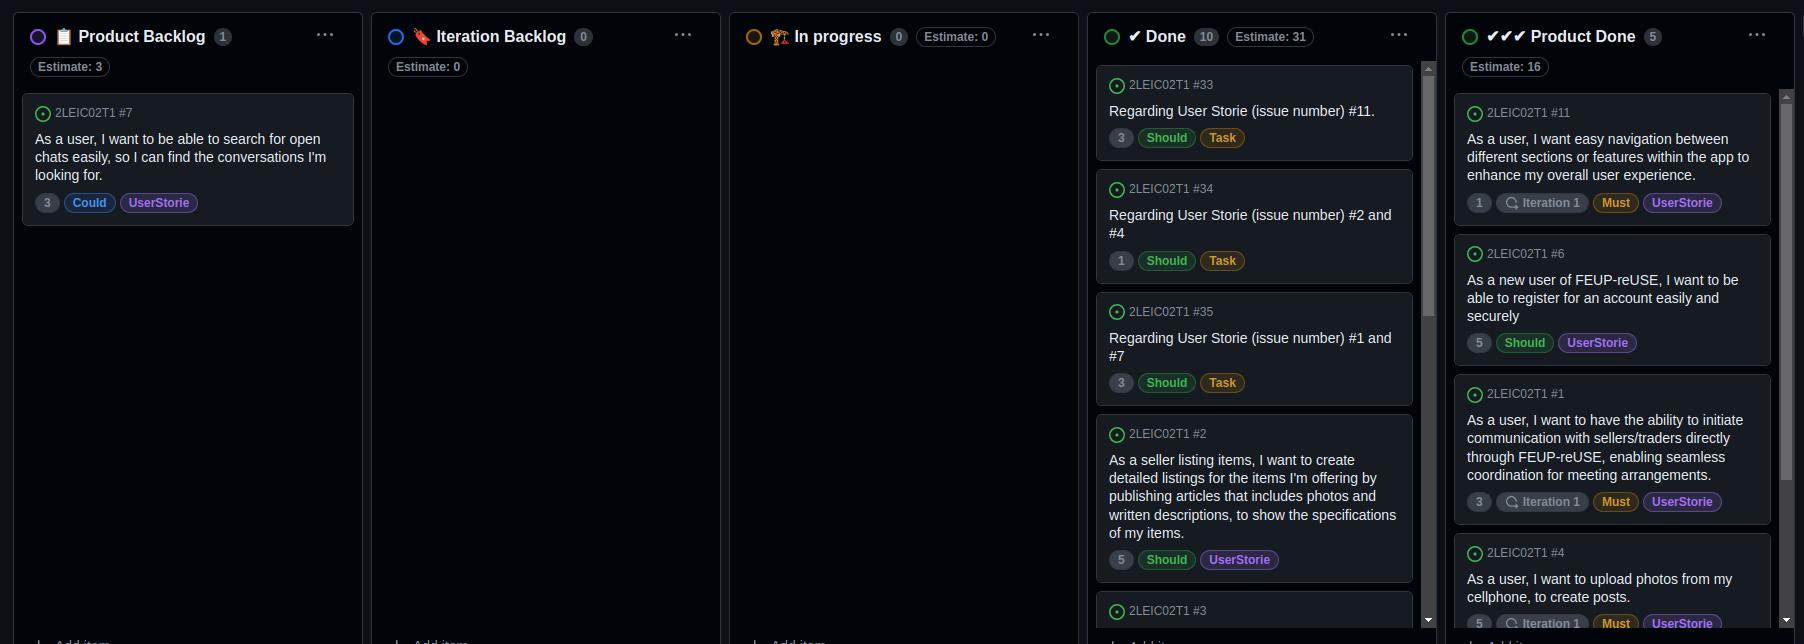 Product Backlog 1
Estimate: 3
2LEIC02T1 #7
As a user, I want to be able to search for open
chats easily, so I can find the conversations I'm
looking for.
3 Could UserStorie
Add item
Iteration Backlog 0
Estimate: 0
Add item
In progress 0 Estimate: 0
Add item
✔ Done 10 Estimate: 31
2LEIC02T1 #33
Regarding User Storie (issue number) #11.
3 Should Task
2LEIC02T1 #34
Regarding User Storie (issue number) #2 and
#4
1 Should Task
2LEIC02T1 #35
Regarding User Storie (issue number) #1 and
#7
3 Should Task
2LEIC02T1 #2
As a seller listing items, I want to create
detailed listings for the items I'm offering by
publishing articles that includes photos and
written descriptions, to show the specifications
of my items.
5 Should UserStorie
2LEIC02T1 #3
✔✔✔ Product Done 5
Estimate: 16
2LEIC02T1 #11
As a user, I want easy navigation between
different sections or features within the app to
enhance my overall user experience.
1 Iteration 1 Must UserStorie
2LEIC02T1 #6
As a new user of FEUP-reUSE, I want to be
able to register for an account easily and
securely
5 Should UserStorie
2LEIC02T1 #1
As a user, I want to have the ability to initiate
communication with sellers/traders directly
through FEUP-reUSE, enabling seamless
coordination for meeting arrangements.
3 Iteration 1 Must UserStorie
2LEIC02T1 #4
As a user, I want to upload photos from my
cellphone, to create posts.
5 Iteration 1 Must UserStorie